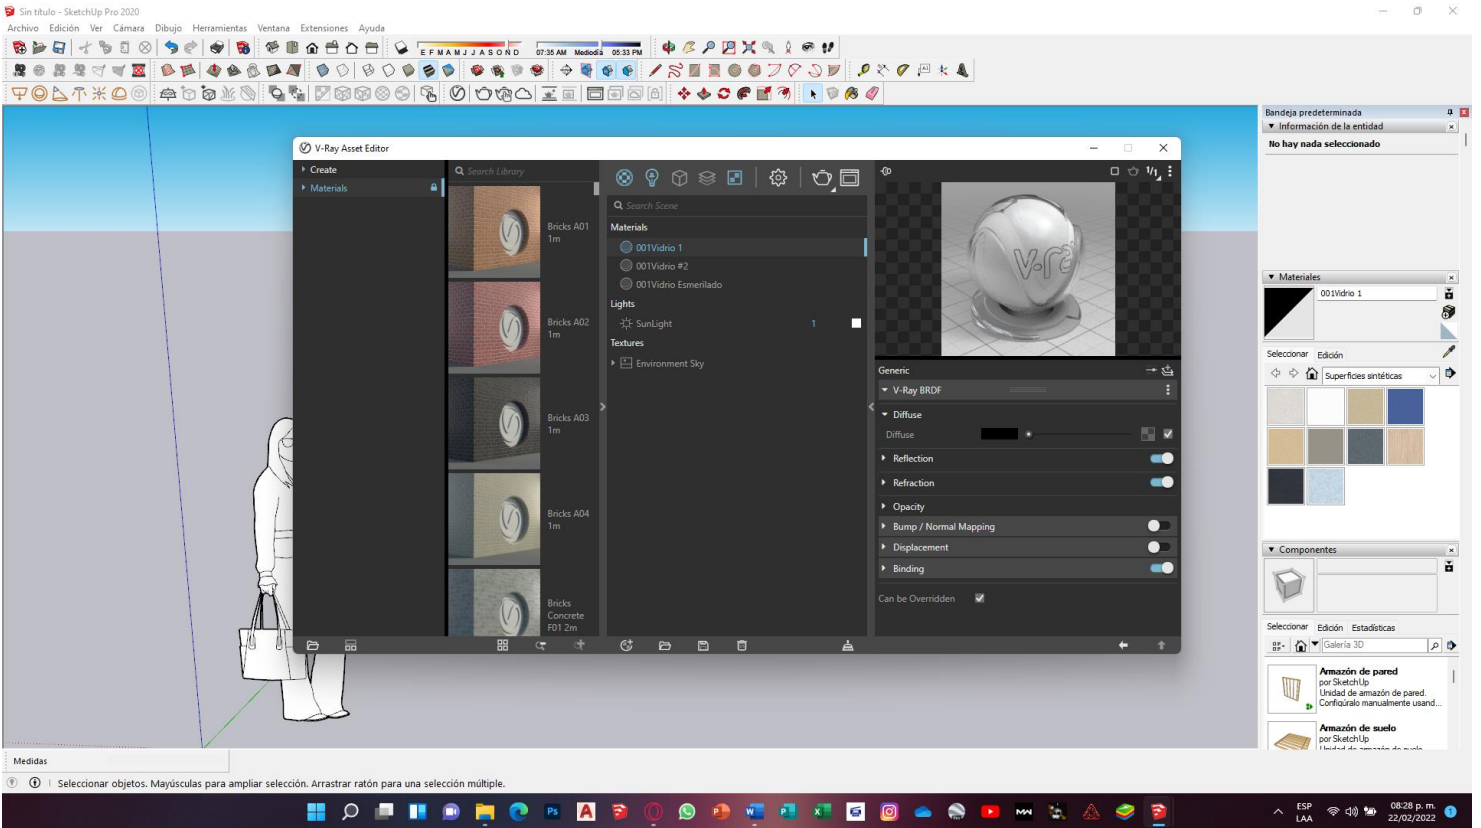 Sin título - SketchUp Pro 2020
Archivo Edición Ver Cámara Dibujo Herramientas Ventana Extensiones Ayuda
E F M A M J J A S O N D 07:35 AM Mediodía 05:33 PM
Bandeja predeterminada
Información de la entidad
No hay nada seleccionado
V-Ray Asset Editor
Create
Materials
Search Library
Bricks A01
1m
Bricks A02
1m
Bricks A03
1m
Bricks A04
1m
Bricks
Concrete
F01 2m
Search Scene
Materials
001Vidrio 1
001Vidrio #2
001Vidrio Esmerilado
Lights
SunLight 1
Textures
Environment Sky
1/1
Generic
V-Ray BRDF
Diffuse
Diffuse
Reflection
Refraction
Opacity
Bump / Normal Mapping
Displacement
Binding
Can be Overridden
Materiales
001Vidrio 1
Seleccionar Edición
Superficies sintéticas
Componentes
Seleccionar Edición Estadísticas
Galería 3D
Armazón de pared
por SketchUp
Unidad de armazón de pared.
Configúralo manualmente usand...
Armazón de suelo
por SketchUp
Unidad de armazón de suelo
Medidas
Seleccionar objetos. Mayúsculas para ampliar selección. Arrastrar ratón para una selección múltiple.
ESP
LAA
08:28 p. m.
22/02/2022